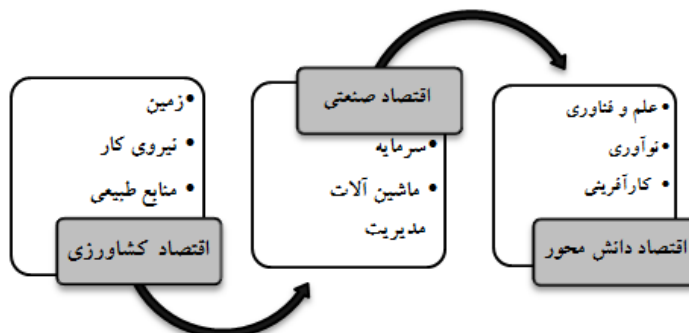 •زمین
• نیروی کار
• منابع طبیعی
اقتصاد کشاورزی
اقتصاد صنعتی
•سرمایه
• ماشین آلات
مدیریت
•علم و فناوری
•نوآوری
• کارآفرینی
اقتصاد دانش محور